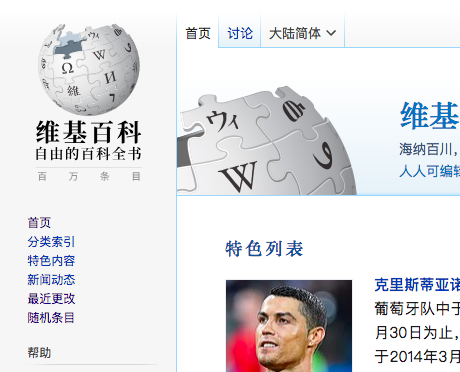 首页
讨论
大陆简体
维基百科
自由的百科全书
百万条目
首页
分类索引
特色内容
新闻动态
最近更改
随机条目
帮助
Ω
W
И
維
ウィ
W
维基
海纳百川,
人人可编辑
特色列表
克里斯蒂亚诺
葡萄牙队中于
月30日为止,
于2014年3月